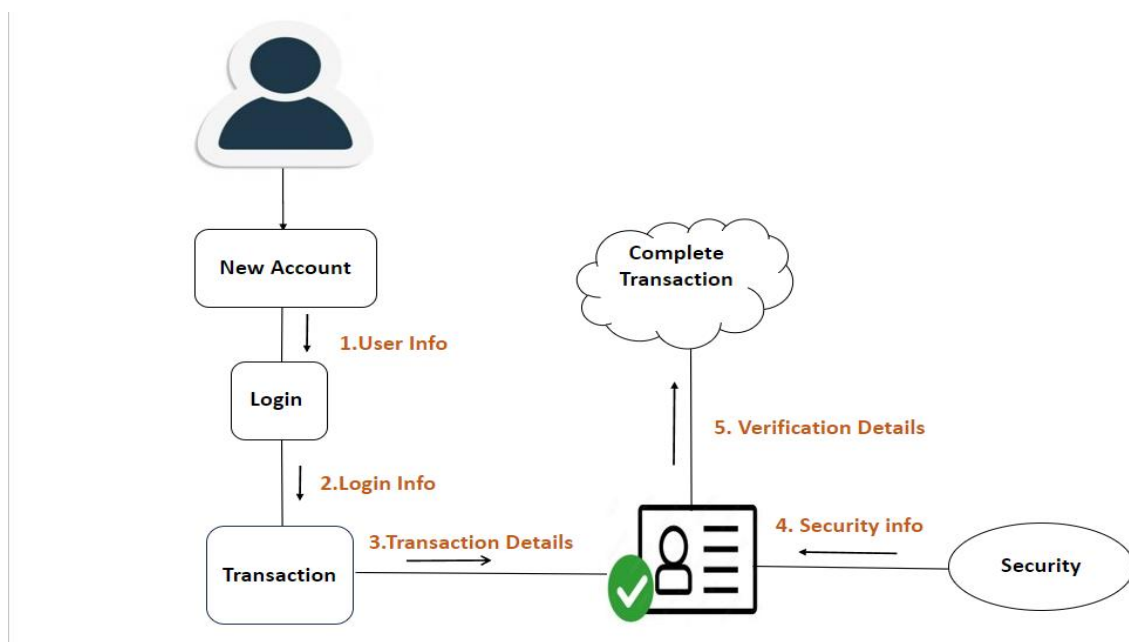 New Account
1.User Info
Login
2.Login Info
Transaction
3.Transaction Details
4. Security info
Security
5. Verification Details
Complete
Transaction